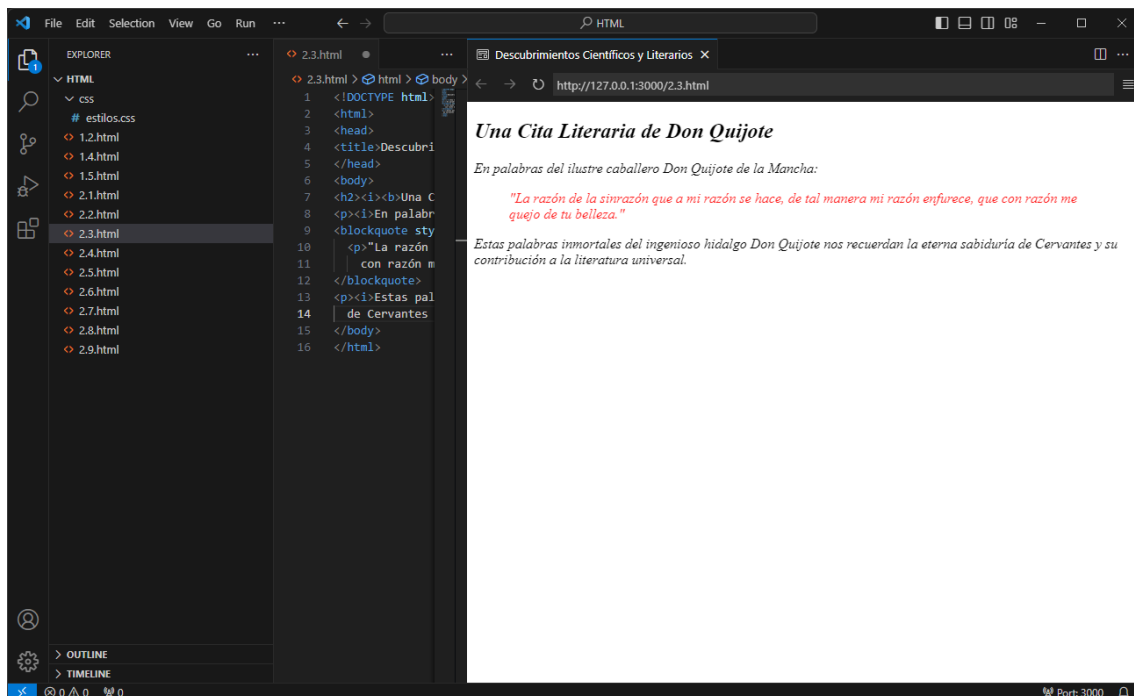 File Edit Selection View Go Run ··· ← → HTML
EXPLORER ···
HTML
css
# estilos.css
<> 1.2.html
<> 1.4.html
<> 1.5.html
<> 2.1.html
<> 2.2.html
<> 2.3.html
<> 2.4.html
<> 2.5.html
<> 2.6.html
<> 2.7.html
<> 2.8.html
<> 2.9.html
OUTLINE
TIMELINE
<> 2.3.html ● ···
<> 2.3.html > html > body >
1 <!DOCTYPE html>
2 <html>
3 <head>
4 <title>Descubri
5 </head>
6 <body>
7 <h2><i><b>Una C
8 <p><i>En palabr
9 <blockquote sty
10 <p>"La razón
11 con razón m
12 </blockquote>
13 <p><i>Estas pal
14 de Cervantes
15 </body>
16 </html>
Descubrimientos Científicos y Literarios ×
http://127.0.0.1:3000/2.3.html
Una Cita Literaria de Don Quijote
En palabras del ilustre caballero Don Quijote de la Mancha:
"La razón de la sinrazón que a mi razón se hace, de tal manera mi razón enfurece, que con razón me
quejo de tu belleza."
Estas palabras inmortales del ingenioso hidalgo Don Quijote nos recuerdan la eterna sabiduría de Cervantes y su
contribución a la literatura universal.
1
0 0 0 Port: 3000